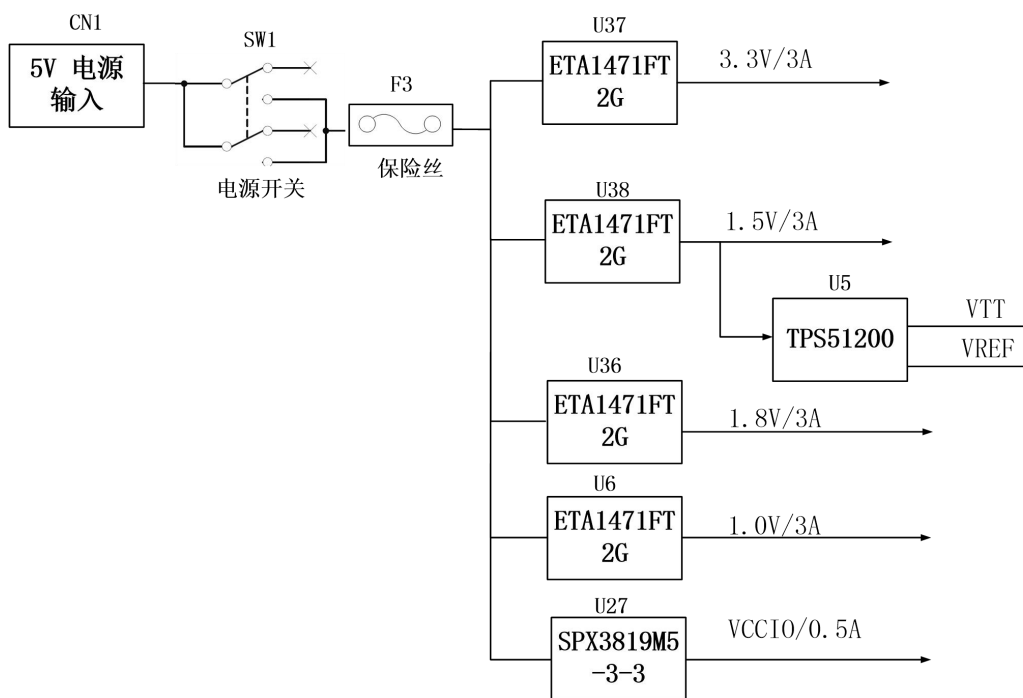 CN1
5V 电源
输入
SW1
电源开关
F3
保险丝
U37
ETA1471FT
2G
3.3V/3A
U38
ETA1471FT
2G
1.5V/3A
U5
TPS51200
VTT
VREF
U36
ETA1471FT
2G
1.8V/3A
U6
ETA1471FT
2G
1.0V/3A
U27
SPX3819M5
-3-3
VCCIO/0.5A